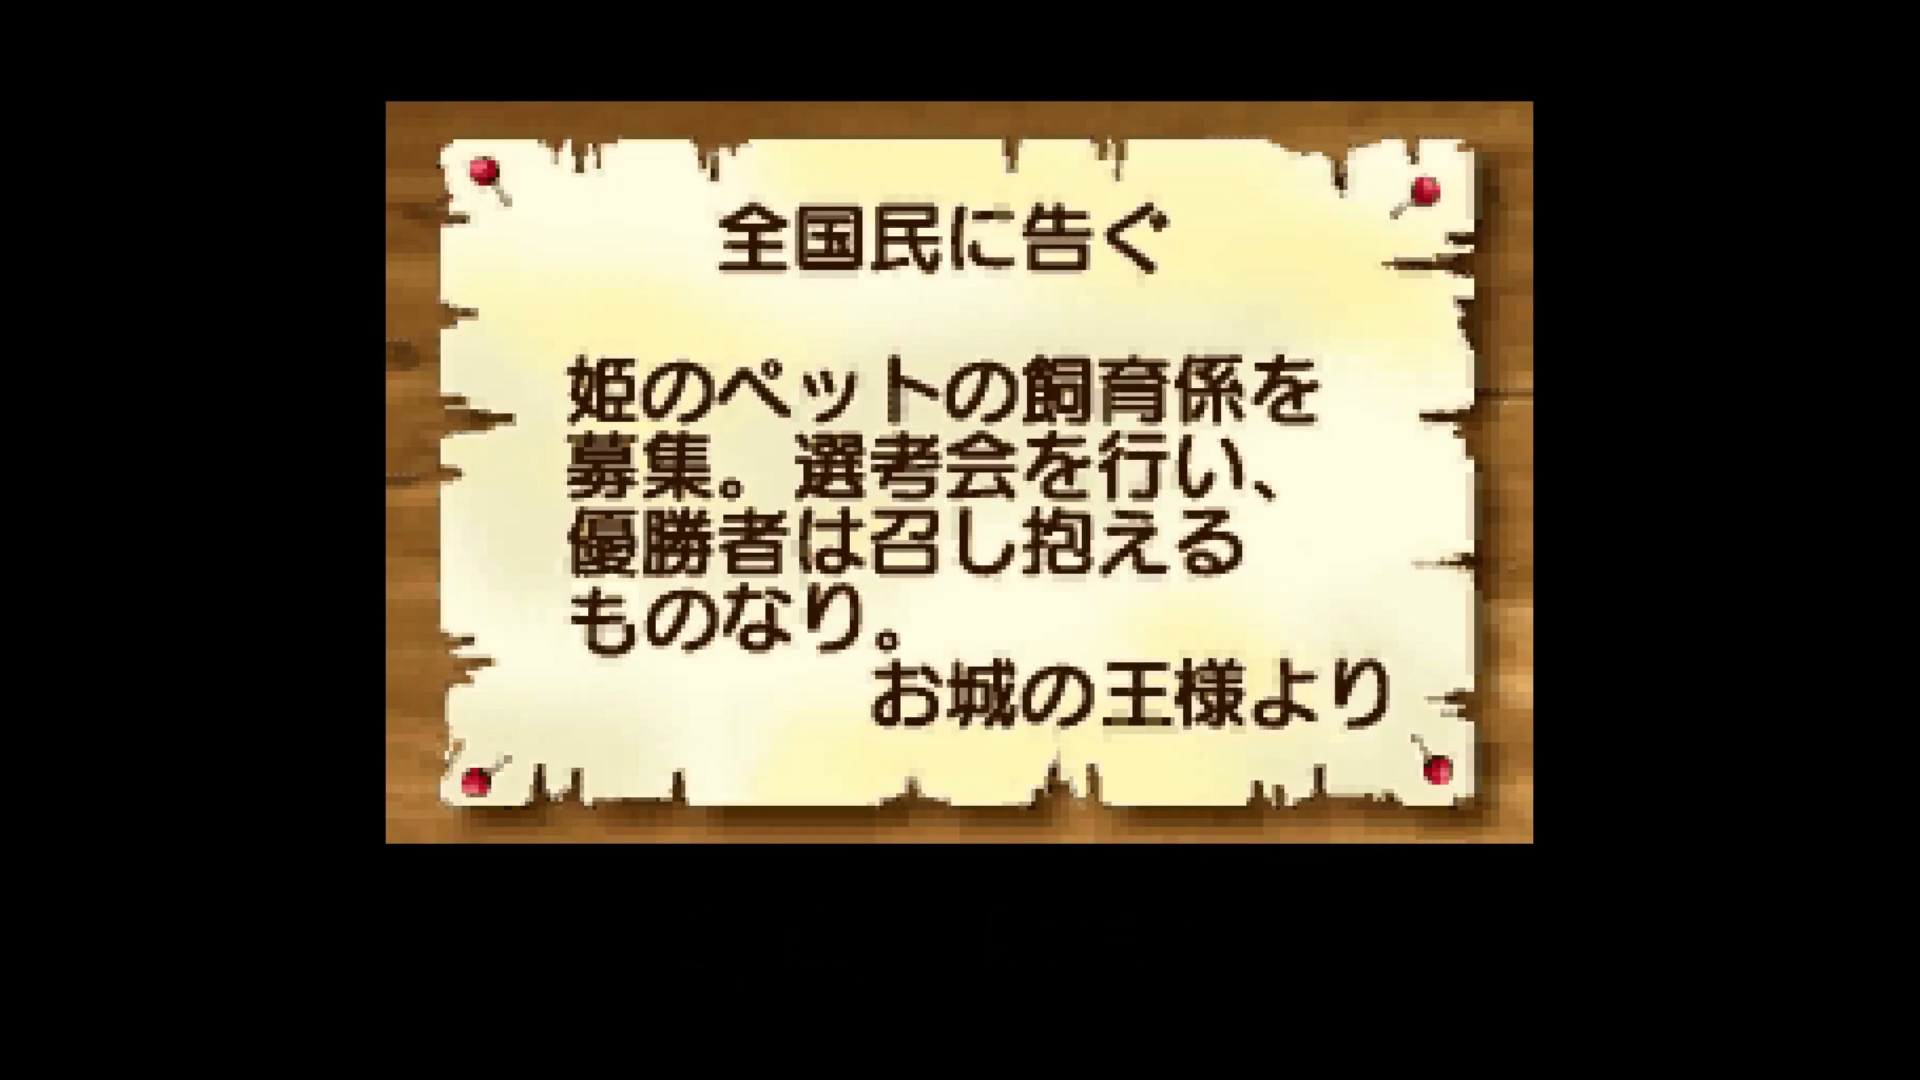 全国民に告ぐ
姫のペットの飼育係を
募集。選考会を行い、
優勝者は召し抱える
ものなり。
お城の王様より